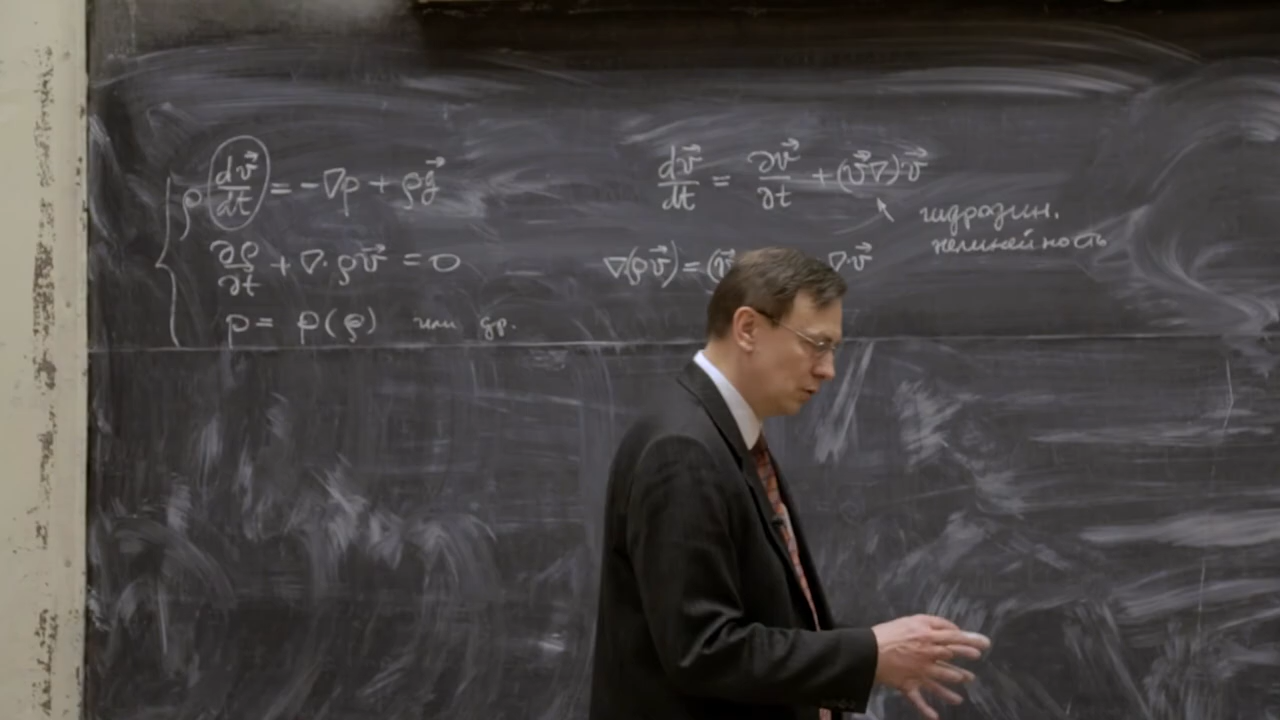 ρ dv⃗/dt = -∇p + ρg⃗
∂ρ/∂t + ∇·ρv⃗ = 0
p = p(ρ) или др.
dv⃗/dt = ∂v⃗/∂t + (v⃗∇)v⃗
гидродин.
нелинейность
∇(ρv⃗) = (v⃗ ∇·v⃗